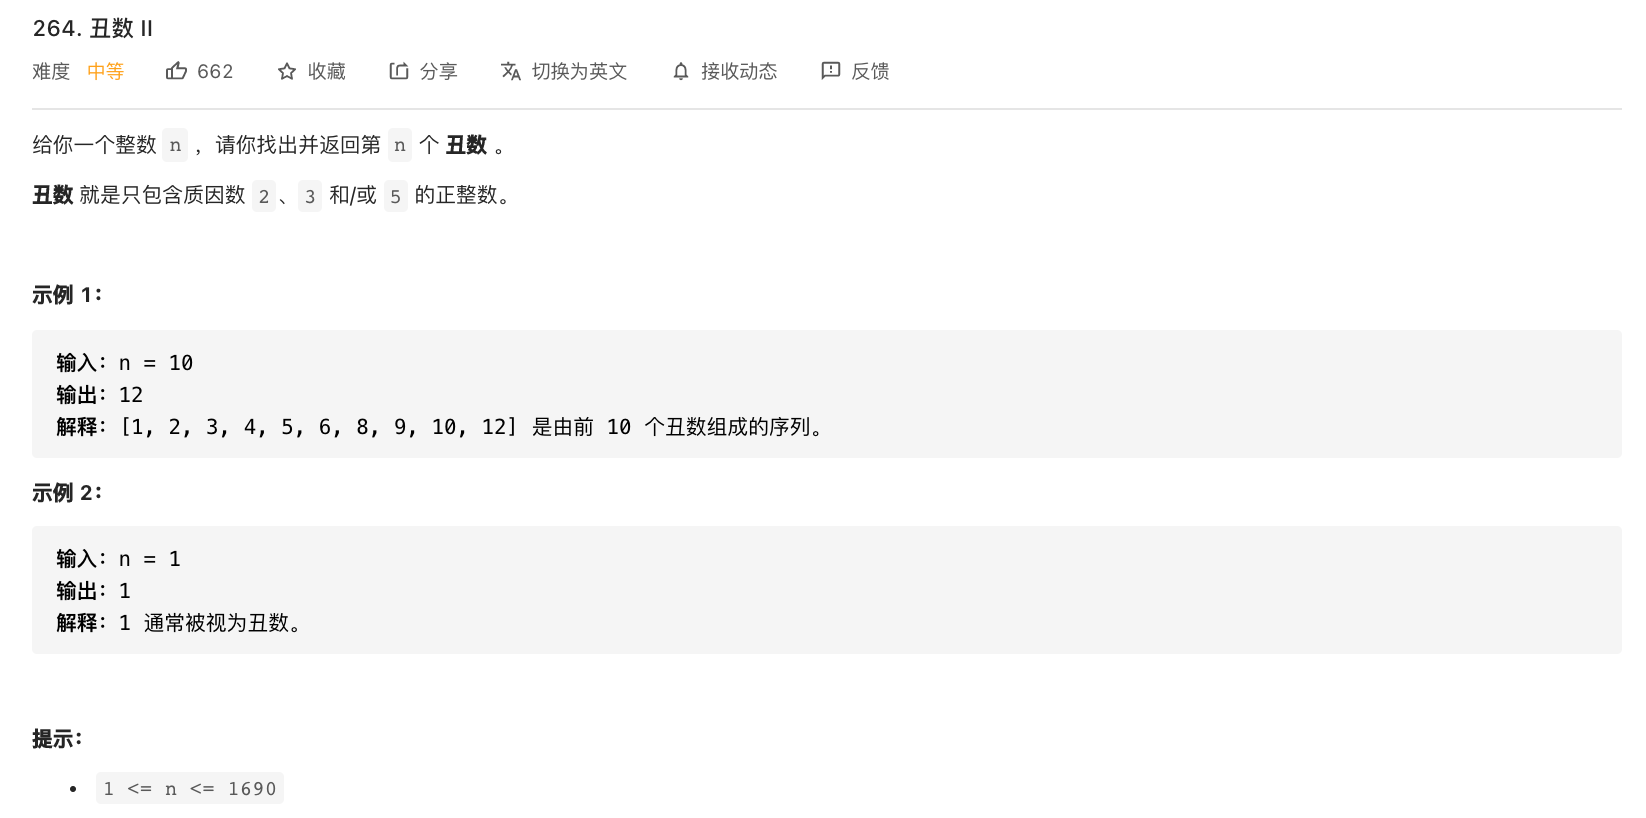 264. 丑数 II
难度 中等 662 收藏 分享 切换为英文 接收动态 反馈
给你一个整数 n ，请你找出并返回第 n 个 丑数 。
丑数 就是只包含质因数 2、3 和/或 5 的正整数。
示例 1：
输入：n = 10
输出：12
解释：[1, 2, 3, 4, 5, 6, 8, 9, 10, 12] 是由前 10 个丑数组成的序列。
示例 2：
输入：n = 1
输出：1
解释：1 通常被视为丑数。
提示：
• 1 <= n <= 1690